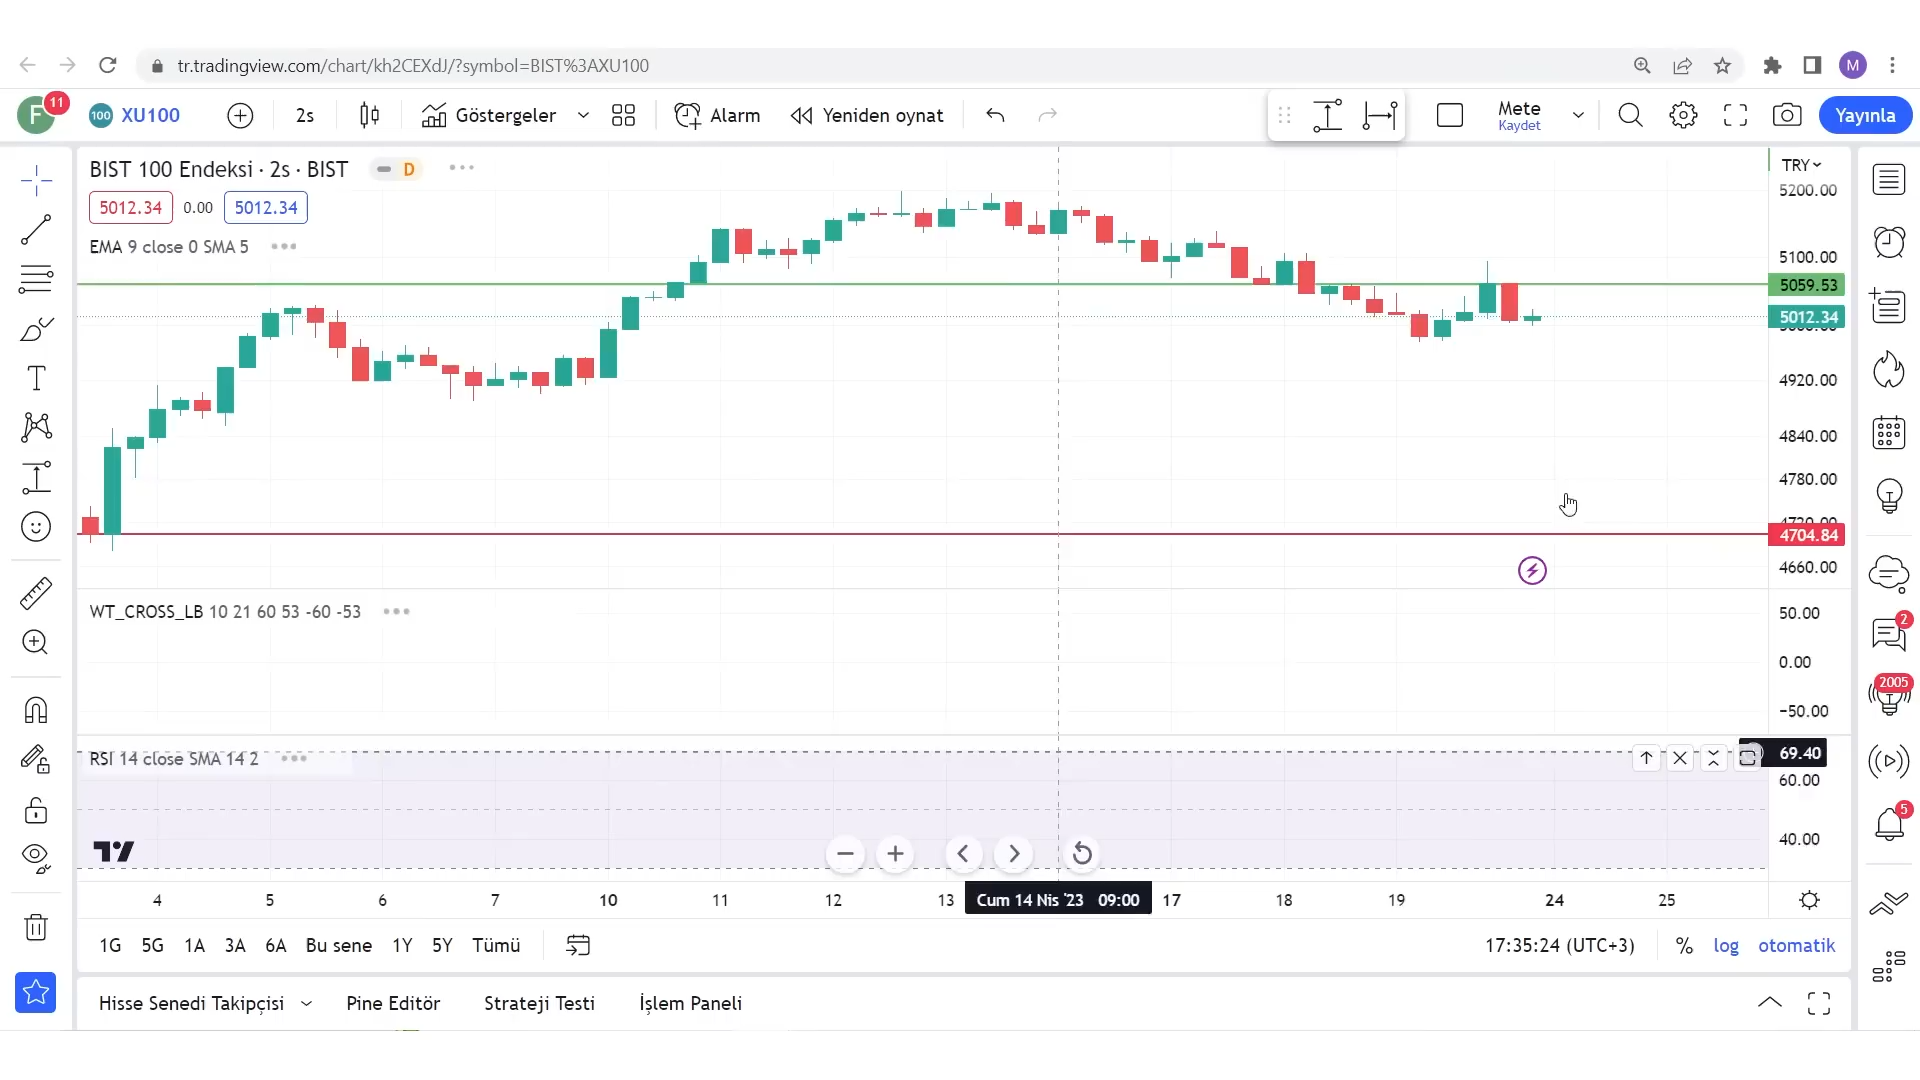 tr.tradingview.com/chart/kh2CEXdJ/?symbol=BIST%3AXU100
M
F 11
100 XU100 2s Göstergeler Alarm Yeniden oynat Mete Yayınla
Kaydet
BIST 100 Endeksi · 2s · BIST D
TRY
5012.34 0.00 5012.34
EMA 9 close 0 SMA 5
5200.00
5100.00
5059.53
5012.34
4920.00
4840.00
4780.00
4704.84
4660.00
WT_CROSS_LB 10 21 60 53 -60 -53
50.00
0.00
−50.00
2
2005
5
RSI 14 close SMA 14 2
69.40
60.00
40.00
4 5 6 7 10 11 12 13 Cum 14 Nis '23 09:00 17 18 19 24 25
1G 5G 1A 3A 6A Bu sene 1Y 5Y Tümü 17:35:24 (UTC+3) % log otomatik
Hisse Senedi Takipçisi Pine Editör Strateji Testi İşlem Paneli